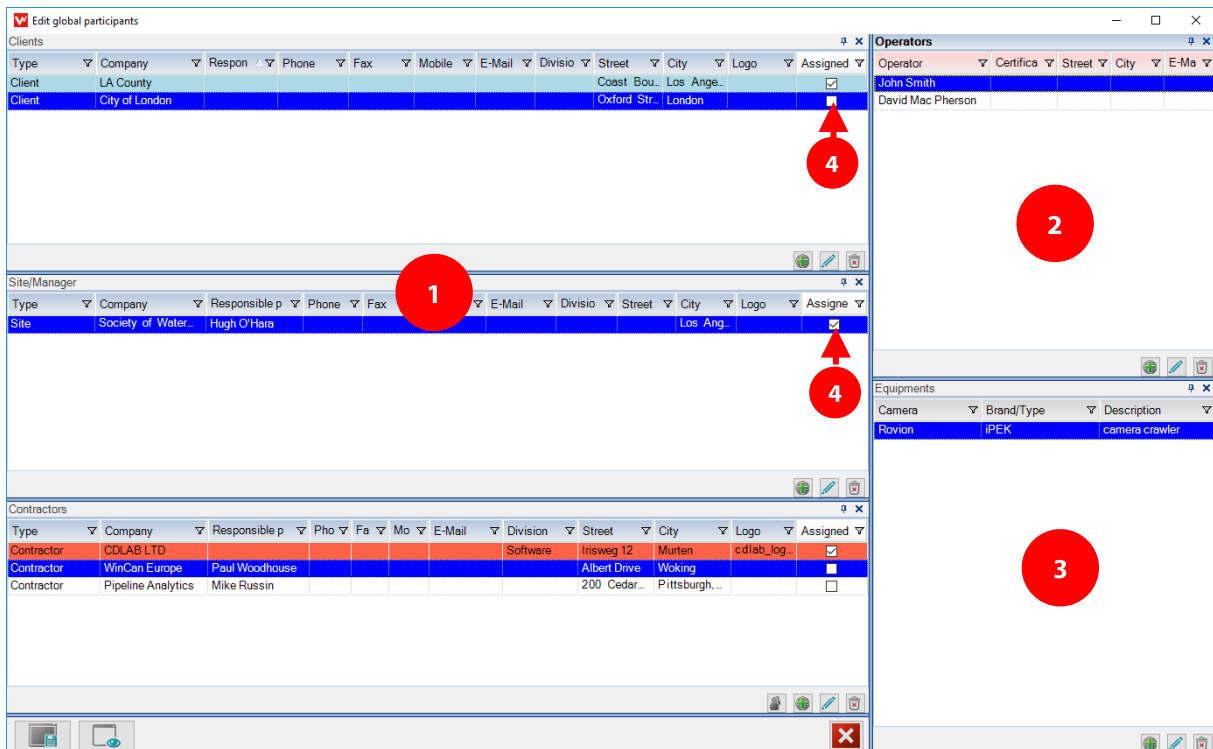 Edit global participants
Clients
Type Company Respon Phone Fax Mobile E-Mail Divisio Street City Logo Assigned
Client LA County Coast Bou... Los Ange...
Client City of London Oxford Str... London
4
1
Site/Manager
Type Company Responsible p Phone Fax E-Mail Divisio Street City Logo Assigne
Site Society of Water... Hugh O'Hara Los Ang...
4
Contractors
Type Company Responsible p Pho Fa Mo E-Mail Division Street City Logo Assigned
Contractor CDLAB LTD Software Irisweg 12 Murten cdlab_log...
Contractor WinCan Europe Paul Woodhouse Albert Drive Woking
Contractor Pipeline Analytics Mike Russin 200 Cedar... Pittsburgh,...
Operators
Operator Certifica Street City E-Ma
John Smith
David Mac Pherson
2
Equipments
Camera Brand/Type Description
Rovion iPEK camera crawler
3